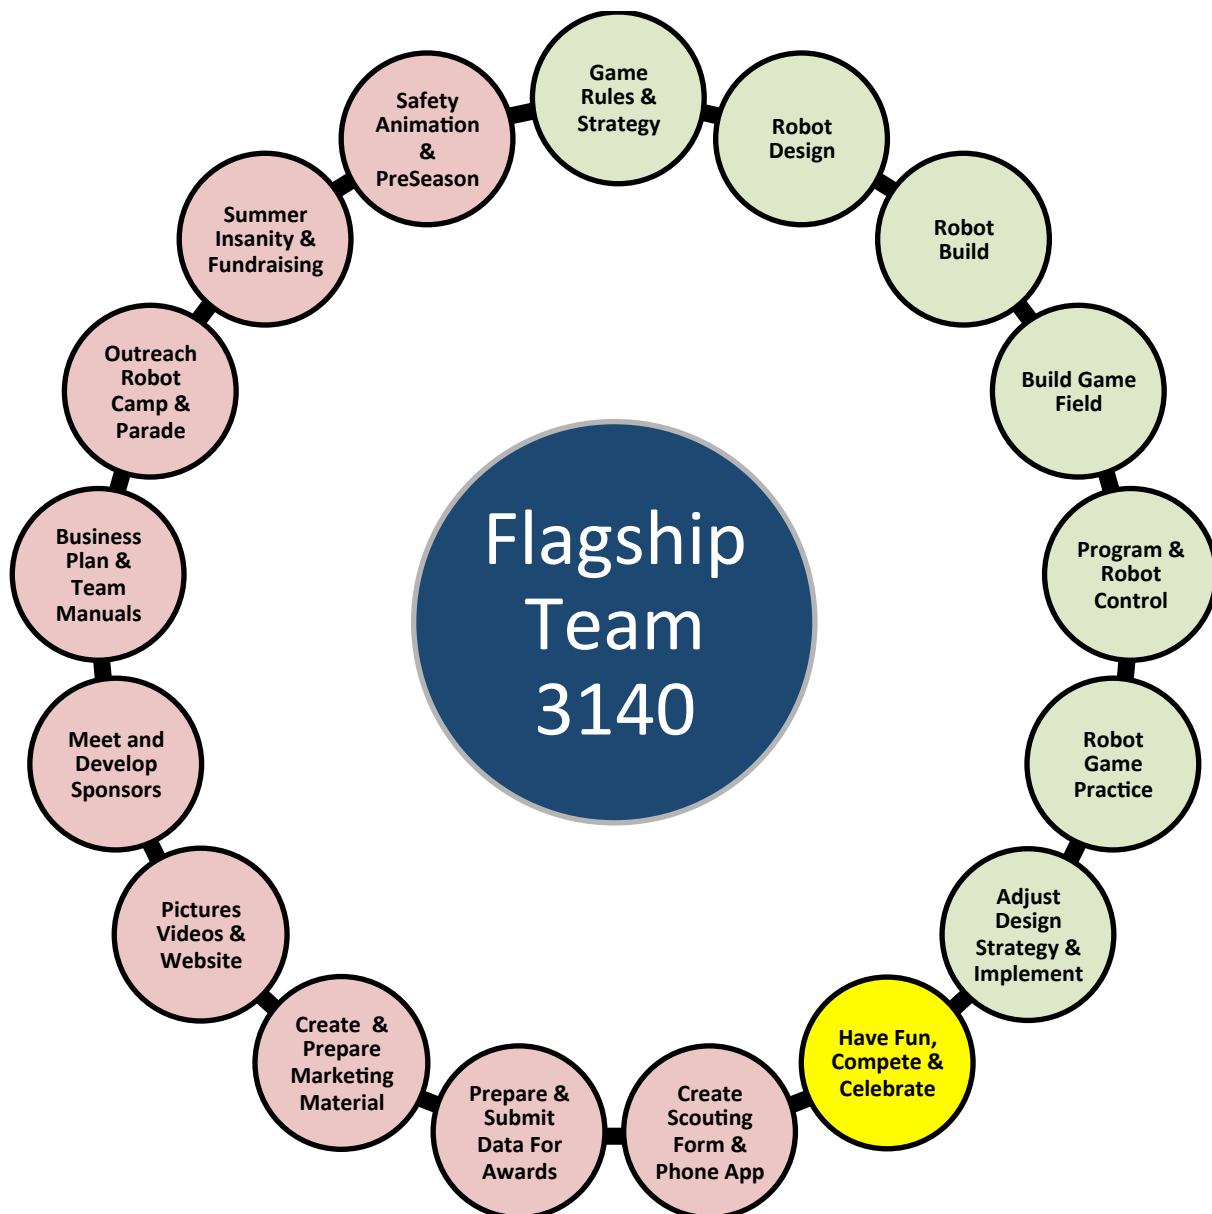 Game
Rules &
Strategy
Robot
Design
Robot
Build
Build Game
Field
Program &
Robot
Control
Robot
Game
Practice
Adjust
Design
Strategy &
Implement
Have Fun,
Compete &
Celebrate
Create
Scouting
Form &
Phone App
Prepare &
Submit
Data For
Awards
Create &
Prepare
Marketing
Material
Pictures
Videos &
Website
Meet and
Develop
Sponsors
Business
Plan &
Team
Manuals
Outreach
Robot
Camp &
Parade
Summer
Insanity &
Fundraising
Safety
Animation
&
PreSeason
Flagship
Team
3140